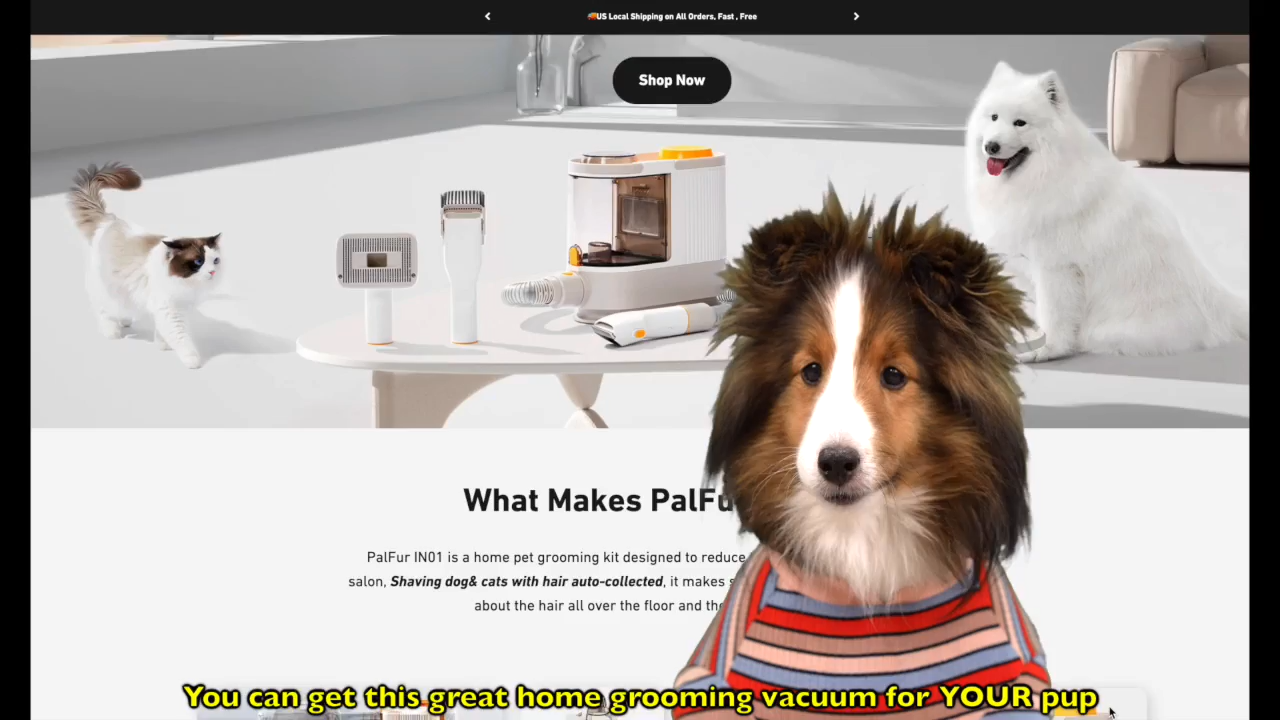 US Local Shipping on All Orders, Fast , Free
Shop Now
What Makes PalFu
PalFur IN01 is a home pet grooming kit designed to reduce
salon, Shaving dog& cats with hair auto-collected, it makes
about the hair all over the floor and the
You can get this great home grooming vacuum for YOUR pup